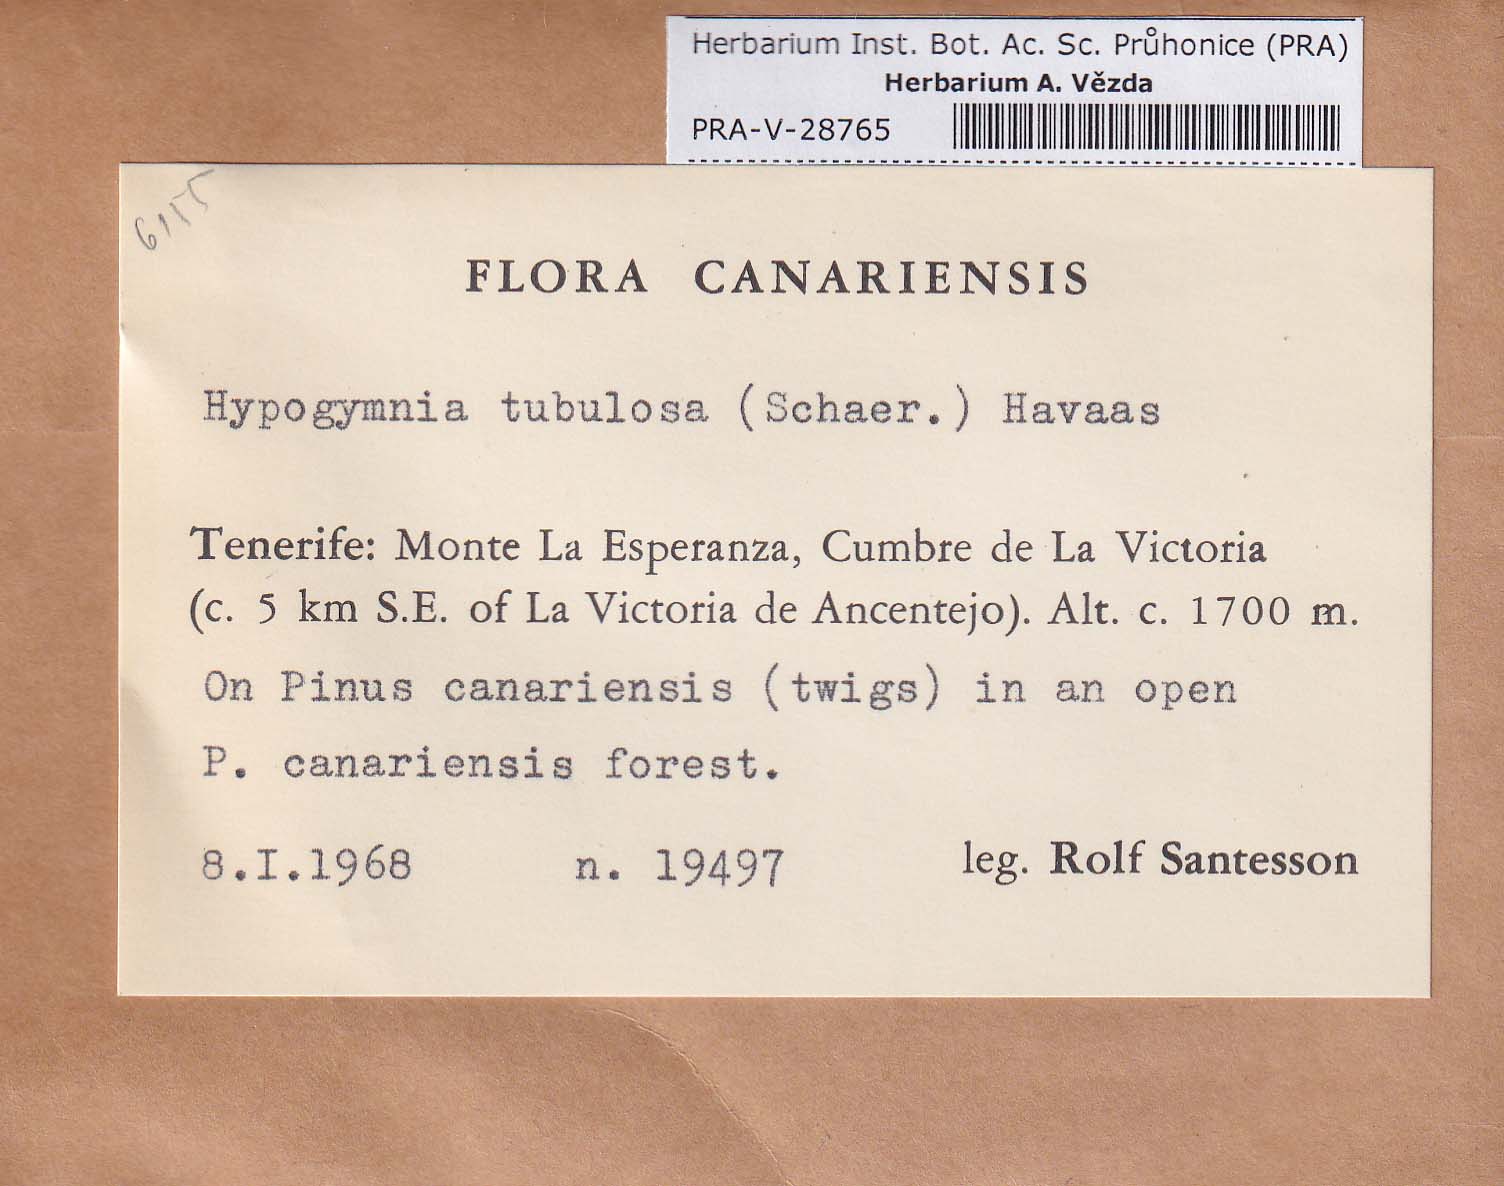 Herbarium Inst. Bot. Ac. Sc. Průhonice (PRA)
Herbarium A. Vězda
PRA-V-28765
6155
FLORA CANARIENSIS
Hypogymnia tubulosa (Schaer.) Havaas
Tenerife: Monte La Esperanza, Cumbre de La Victoria
(c. 5 km S.E. of La Victoria de Ancentejo). Alt. c. 1700 m.
On Pinus canariensis (twigs) in an open
P. canariensis forest.
8.I.1968 n. 19497 leg. Rolf Santesson